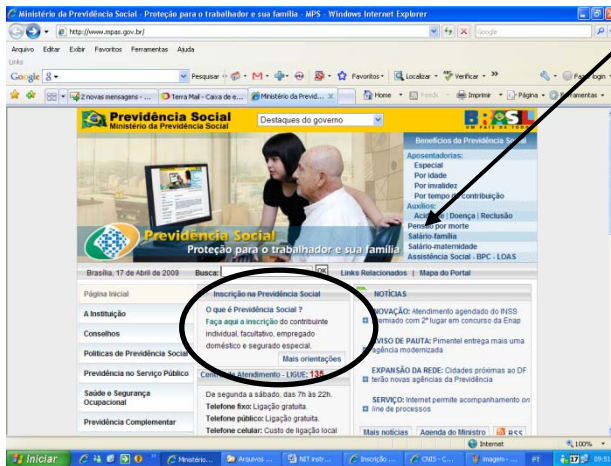 Ministério da Previdência Social - Proteção para o trabalhador e sua família - MPS - Windows Internet Explorer
http://www.mpas.gov.br/
Google
Arquivo Editar Exibir Favoritos Ferramentas Ajuda
Links
Google
Pesquisar
Favoritos
Localizar
Verificar
2 novas mensagens - ...
Terra Mail - Caixa de e...
Ministério da Previd...
Home
Imprimir
Página
Ferramentas
Previdência Social
Ministério da Previdência Social
Destaques do governo
BRASIL
UM PAÍS DE TODOS
Benefícios da Previdência Social
Aposentadorias:
Especial
Por idade
Por invalidez
Por tempo de contribuição
Auxílios:
Acidente | Doença | Reclusão
Pensão por morte
Salário-família
Salário-maternidade
Assistência Social - BPC - LOAS
Previdência Social
Proteção para o trabalhador e sua família
Brasília, 17 de Abril de 2009
Busca:
OK
Links Relacionados | Mapa do Portal
Página Inicial
A Instituição
Conselhos
Políticas de Previdência Social
Previdência no Serviço Público
Saúde e Segurança
Ocupacional
Previdência Complementar
Inscrição na Previdência Social
O que é Previdência Social ?
Faça aqui a inscrição do contribuinte
individual, facultativo, empregado
doméstico e segurado especial.
Mais orientações
Central de Atendimento - LIGUE: 135
De segunda a sábado, das 7h às 22h.
Telefone fixo: Ligação gratuita.
Telefone público: Ligação gratuita.
Telefone celular: Custo de ligação local
NOTÍCIAS
INOVAÇÃO: Atendimento agendado do INSS
premiado com 2º lugar em concurso da Enap
AVISO DE PAUTA: Pimentel entrega mais uma
agência modernizada
EXPANSÃO DA REDE: Cidades próximas ao DF
terão novas agências da Previdência
SERVIÇO: Internet permite acompanhamento on
line de processos
Mais notícias
Agenda do Ministro
RSS
Internet
100%
Iniciar
Ministério...
Arquivos ...
NIT instr...
Inscrição ...
CNIS - C...
imagem - ...
PT
09:51